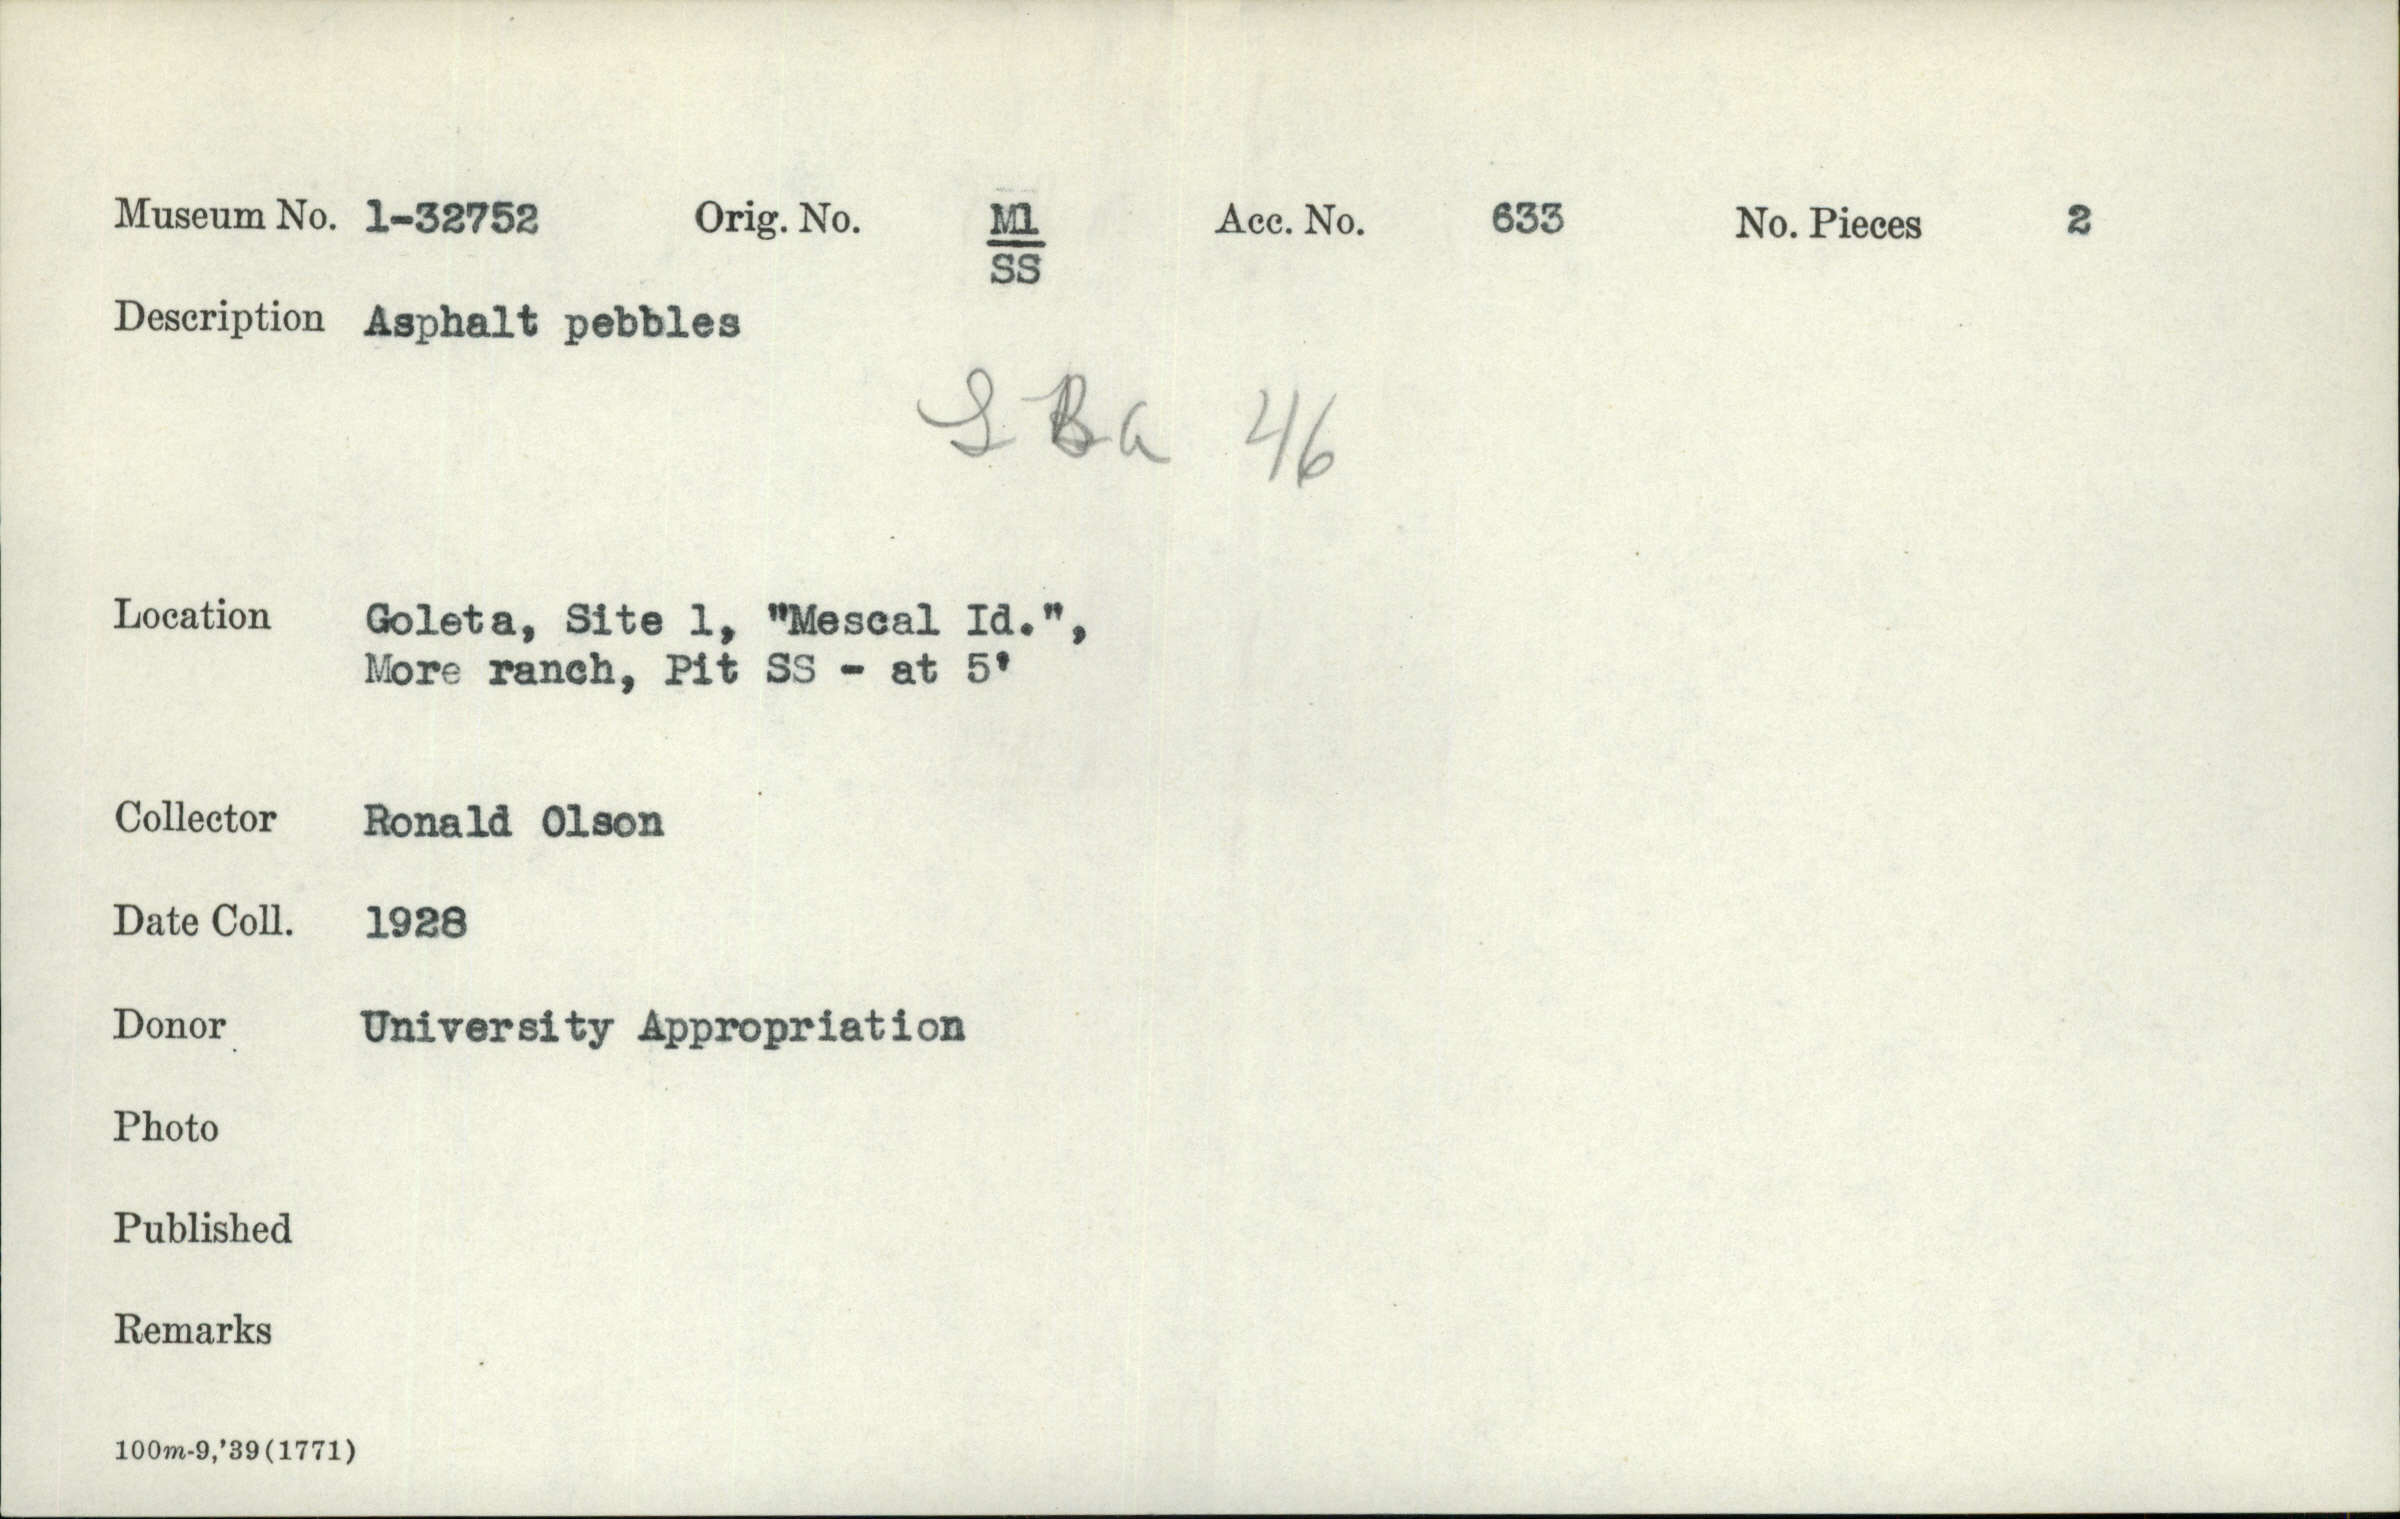 Museum No. 1-32752 Orig. No. M1/SS Acc. No. 633 No. Pieces 2
Description Asphalt pebbles
SBa 46
Location Goleta, Site 1, "Mescal Id.",
More ranch, Pit SS - at 5'
Collector Ronald Olson
Date Coll. 1928
Donor University Appropriation
Photo
Published
Remarks
100m-9,'39(1771)